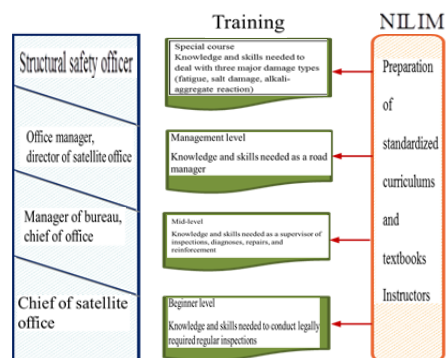 Training
NILIM
Structural safety officer
Office manager,
director of satellite office
Manager of bureau,
chief of office
Chief of satellite
office
Special course
Knowledge and skills needed to
deal with three major damage types
(fatigue, salt damage, alkali-
aggregate reaction)
Management level
Knowledge and skills needed as a road
manager
Mid-level
Knowledge and skills needed as a supervisor of
inspections, diagnoses, repairs, and
reinforcement
Beginner level
Knowledge and skills needed to conduct legally
required regular inspections
Preparation
of
standardized
curriculums
and
textbooks
Instructors